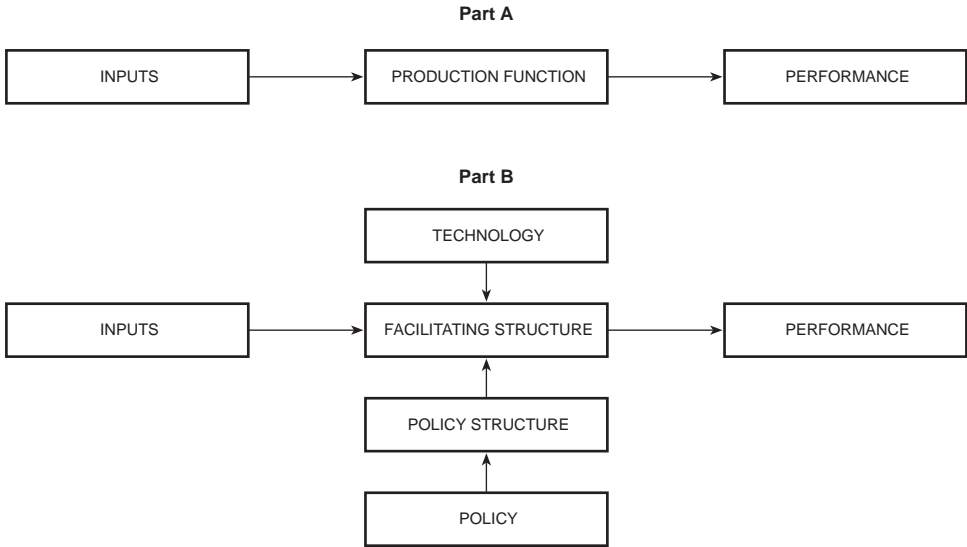 Part A
INPUTS
PRODUCTION FUNCTION
PERFORMANCE
Part B
TECHNOLOGY
INPUTS
FACILITATING STRUCTURE
PERFORMANCE
POLICY STRUCTURE
POLICY